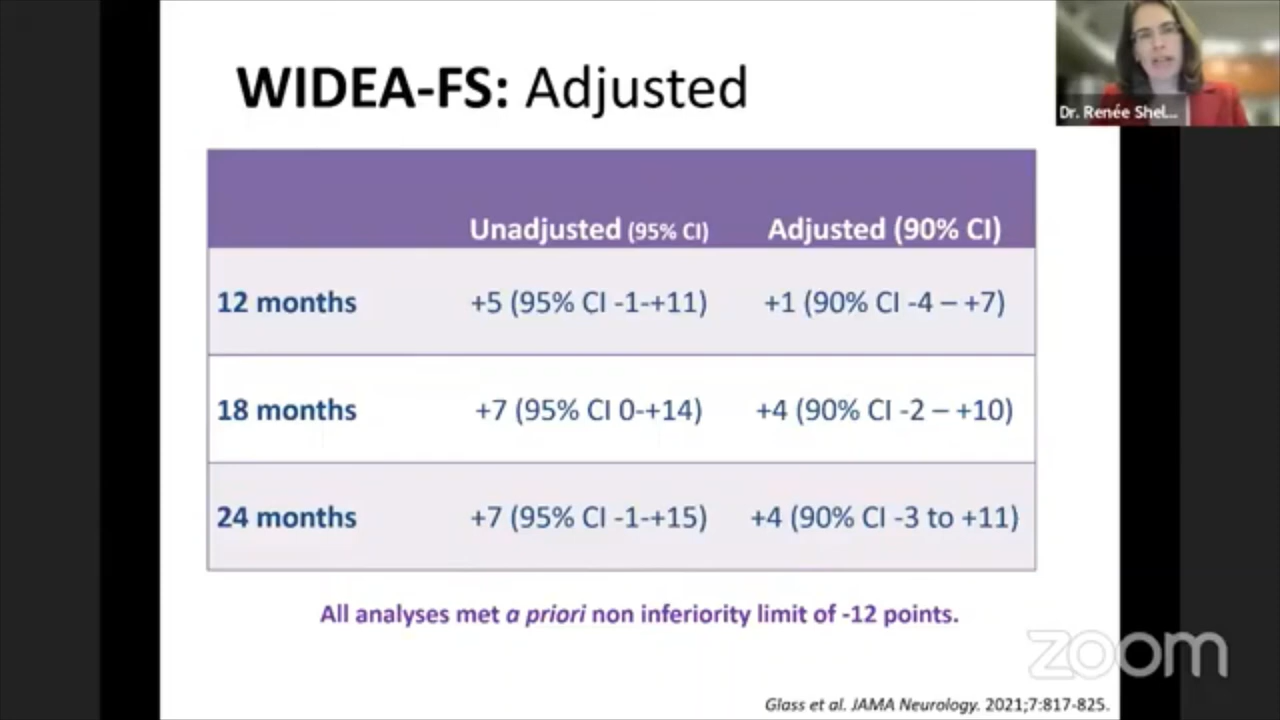 WIDEA-FS: Adjusted
Dr. Renée Shel...
Unadjusted (95% CI) Adjusted (90% CI)
12 months +5 (95% CI -1-+11) +1 (90% CI -4 – +7)
18 months +7 (95% CI 0-+14) +4 (90% CI -2 – +10)
24 months +7 (95% CI -1-+15) +4 (90% CI -3 to +11)
All analyses met a priori non inferiority limit of -12 points.
zoom
Glass et al. JAMA Neurology. 2021;7:817-825.